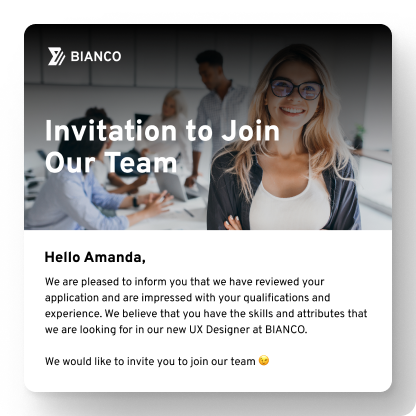 BIANCO
Invitation to Join
Our Team
Hello Amanda,
We are pleased to inform you that we have reviewed your
application and are impressed with your qualifications and
experience. We believe that you have the skills and attributes that
we are looking for in our new UX Designer at BIANCO.
We would like to invite you to join our team 😉